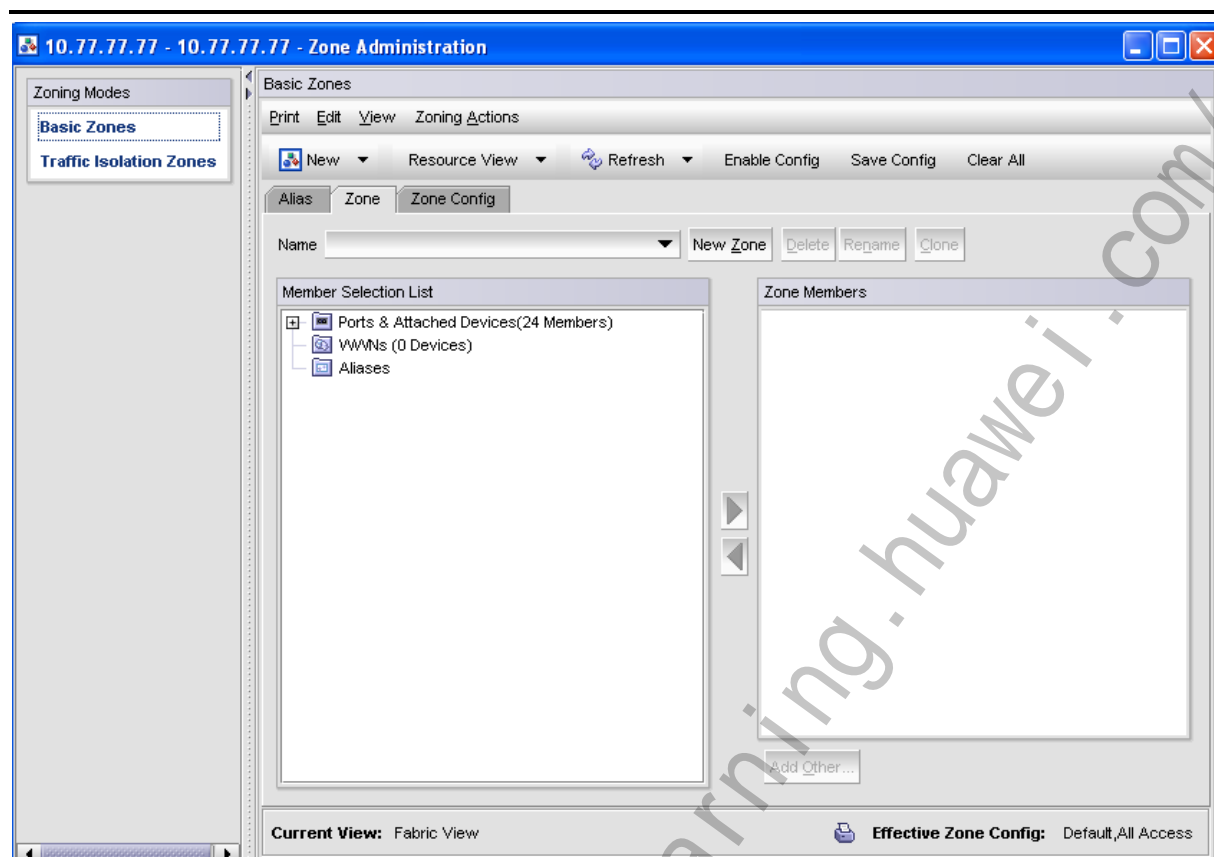 10.77.77.77 - 10.77.77.77 - Zone Administration
Zoning Modes
Basic Zones
Traffic Isolation Zones
Basic Zones
Print Edit View Zoning Actions
New Resource View Refresh Enable Config Save Config Clear All
Alias Zone Zone Config
Name New Zone Delete Rename Clone
Member Selection List
Ports & Attached Devices(24 Members)
WWNs (0 Devices)
Aliases
Zone Members
Add Other...
Current View: Fabric View
Effective Zone Config: Default,All Access
arning.huawei.com/